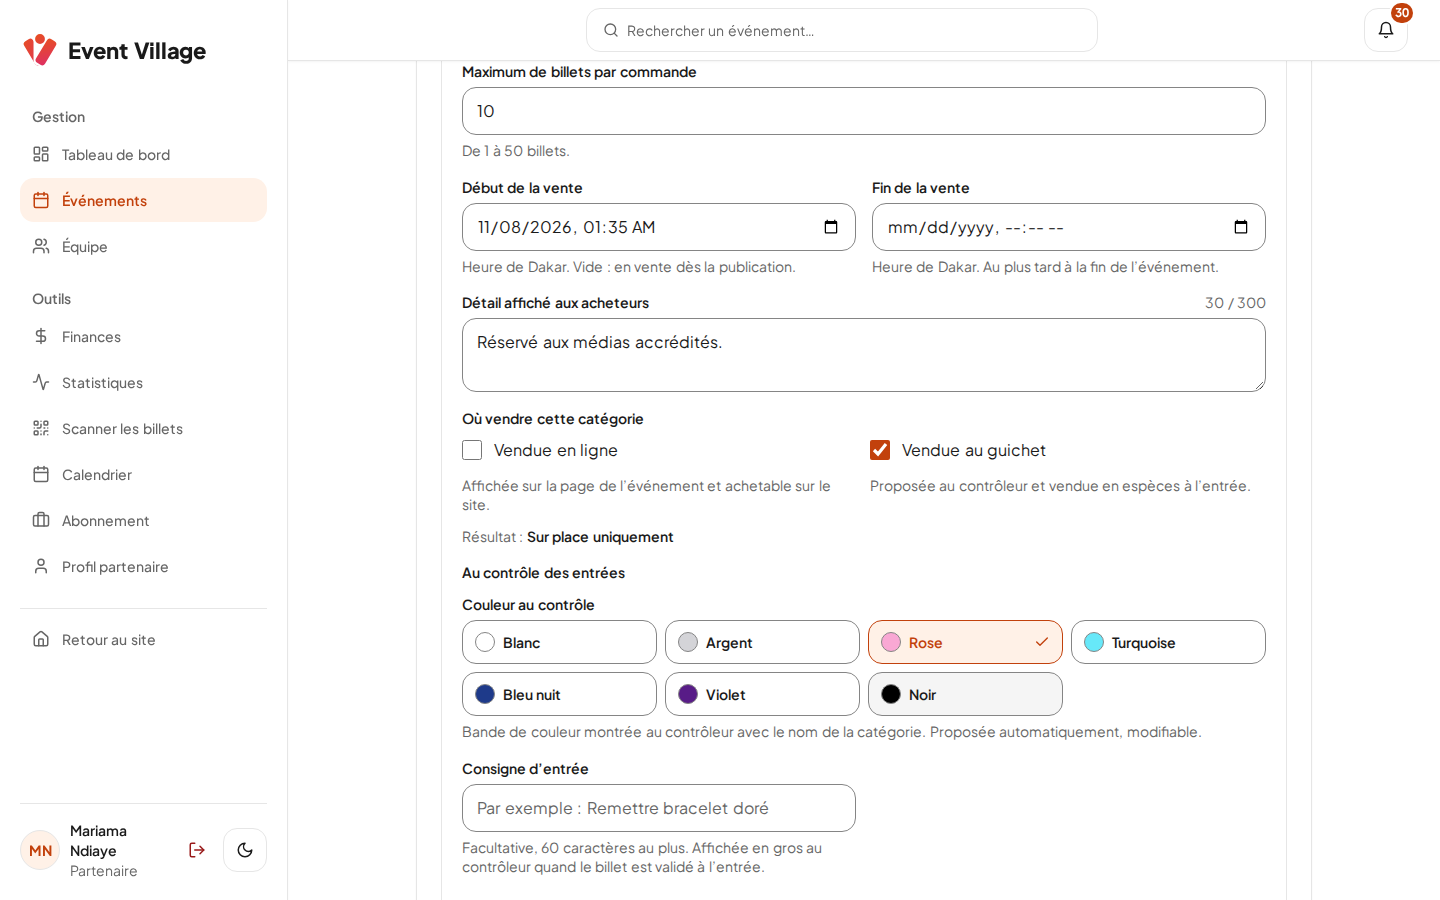 Event Village
Gestion
Tableau de bord
Événements
Équipe
Outils
Finances
Statistiques
Scanner les billets
Calendrier
Abonnement
Profil partenaire
Retour au site
MN
Mariama Ndiaye
Partenaire
Rechercher un événement…
30
Maximum de billets par commande
10
De 1 à 50 billets.
Début de la vente
Fin de la vente
11/08/2026, 01:35 AM
mm/dd/yyyy, --:-- --
Heure de Dakar. Vide : en vente dès la publication.
Heure de Dakar. Au plus tard à la fin de l’événement.
Détail affiché aux acheteurs
30 / 300
Réservé aux médias accrédités.
Où vendre cette catégorie
Vendue en ligne
Vendue au guichet
Affichée sur la page de l’événement et achetable sur le site.
Proposée au contrôleur et vendue en espèces à l’entrée.
Résultat : Sur place uniquement
Au contrôle des entrées
Couleur au contrôle
Blanc
Argent
Rose
Turquoise
Bleu nuit
Violet
Noir
Bande de couleur montrée au contrôleur avec le nom de la catégorie. Proposée automatiquement, modifiable.
Consigne d’entrée
Par exemple : Remettre bracelet doré
Facultative, 60 caractères au plus. Affichée en gros au
contrôleur quand le billet est validé à l’entrée.